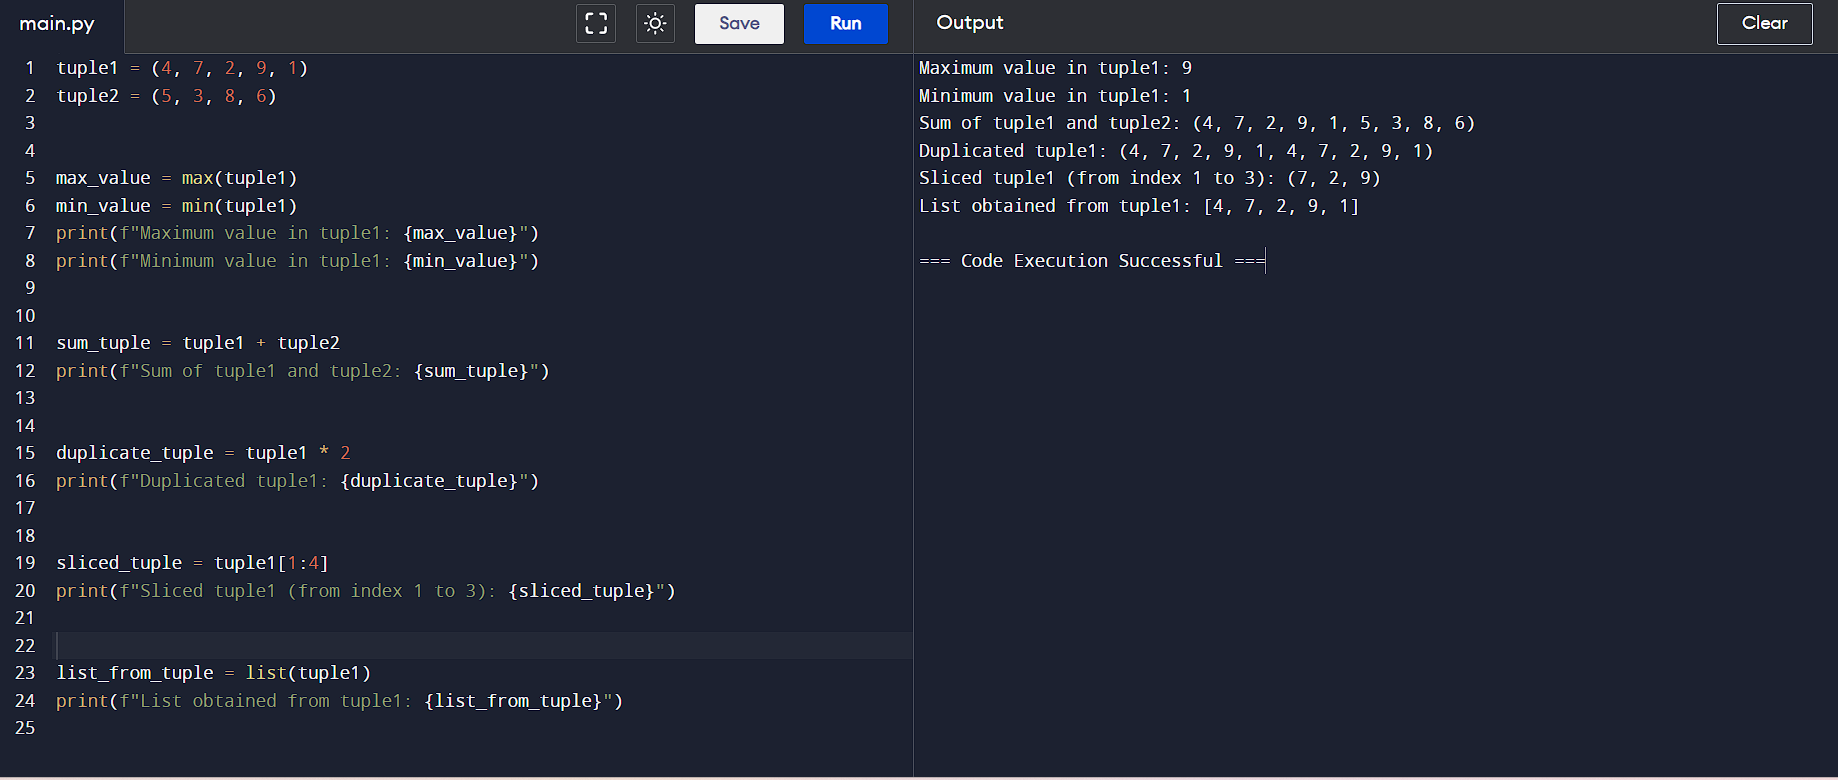 main.py
Save
Run
Output
Clear
1 tuple1 = (4, 7, 2, 9, 1)
2 tuple2 = (5, 3, 8, 6)
3
4
5 max_value = max(tuple1)
6 min_value = min(tuple1)
7 print(f"Maximum value in tuple1: {max_value}")
8 print(f"Minimum value in tuple1: {min_value}")
9
10
11 sum_tuple = tuple1 + tuple2
12 print(f"Sum of tuple1 and tuple2: {sum_tuple}")
13
14
15 duplicate_tuple = tuple1 * 2
16 print(f"Duplicated tuple1: {duplicate_tuple}")
17
18
19 sliced_tuple = tuple1[1:4]
20 print(f"Sliced tuple1 (from index 1 to 3): {sliced_tuple}")
21
22
23 list_from_tuple = list(tuple1)
24 print(f"List obtained from tuple1: {list_from_tuple}")
25
Maximum value in tuple1: 9
Minimum value in tuple1: 1
Sum of tuple1 and tuple2: (4, 7, 2, 9, 1, 5, 3, 8, 6)
Duplicated tuple1: (4, 7, 2, 9, 1, 4, 7, 2, 9, 1)
Sliced tuple1 (from index 1 to 3): (7, 2, 9)
List obtained from tuple1: [4, 7, 2, 9, 1]
=== Code Execution Successful ===